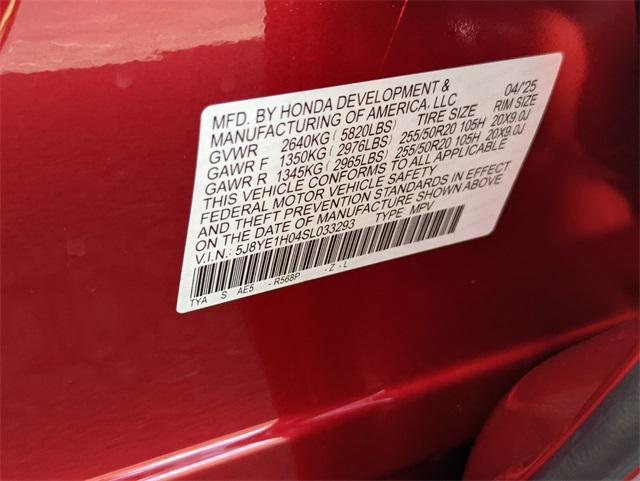 MFD. BY HONDA DEVELOPMENT & 04/'25
MANUFACTURING OF AMERICA, LLC TIRE SIZE RIM SIZE
GVWR 2640KG (5820LBS)
GAWR F 1350KG (2976LBS) 255/50R20 105H 20X9.0J
GAWR R 1345KG (2965LBS) 255/50R20 105H 20X9.0J
THIS VEHICLE CONFORMS TO ALL APPLICABLE
FEDERAL MOTOR VEHICLE SAFETY
AND THEFT PREVENTION STANDARDS IN EFFECT
ON THE DATE OF MANUFACTURE SHOWN ABOVE
V.I.N.: 5J8YE1H04SL033293 TYPE: MPV
TYA S AE5 - R568P - Z - L